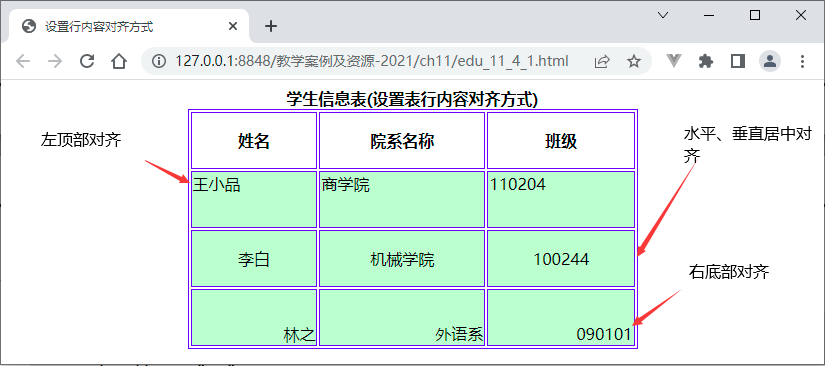 设置行内容对齐方式
127.0.0.1:8848/教学案例及资源-2021/ch11/edu_11_4_1.html
学生信息表(设置表行内容对齐方式)
左顶部对齐
水平、垂直居中对
齐
姓名 院系名称 班级
王小品 商学院 110204
李白 机械学院 100244
右底部对齐
林之 外语系 090101